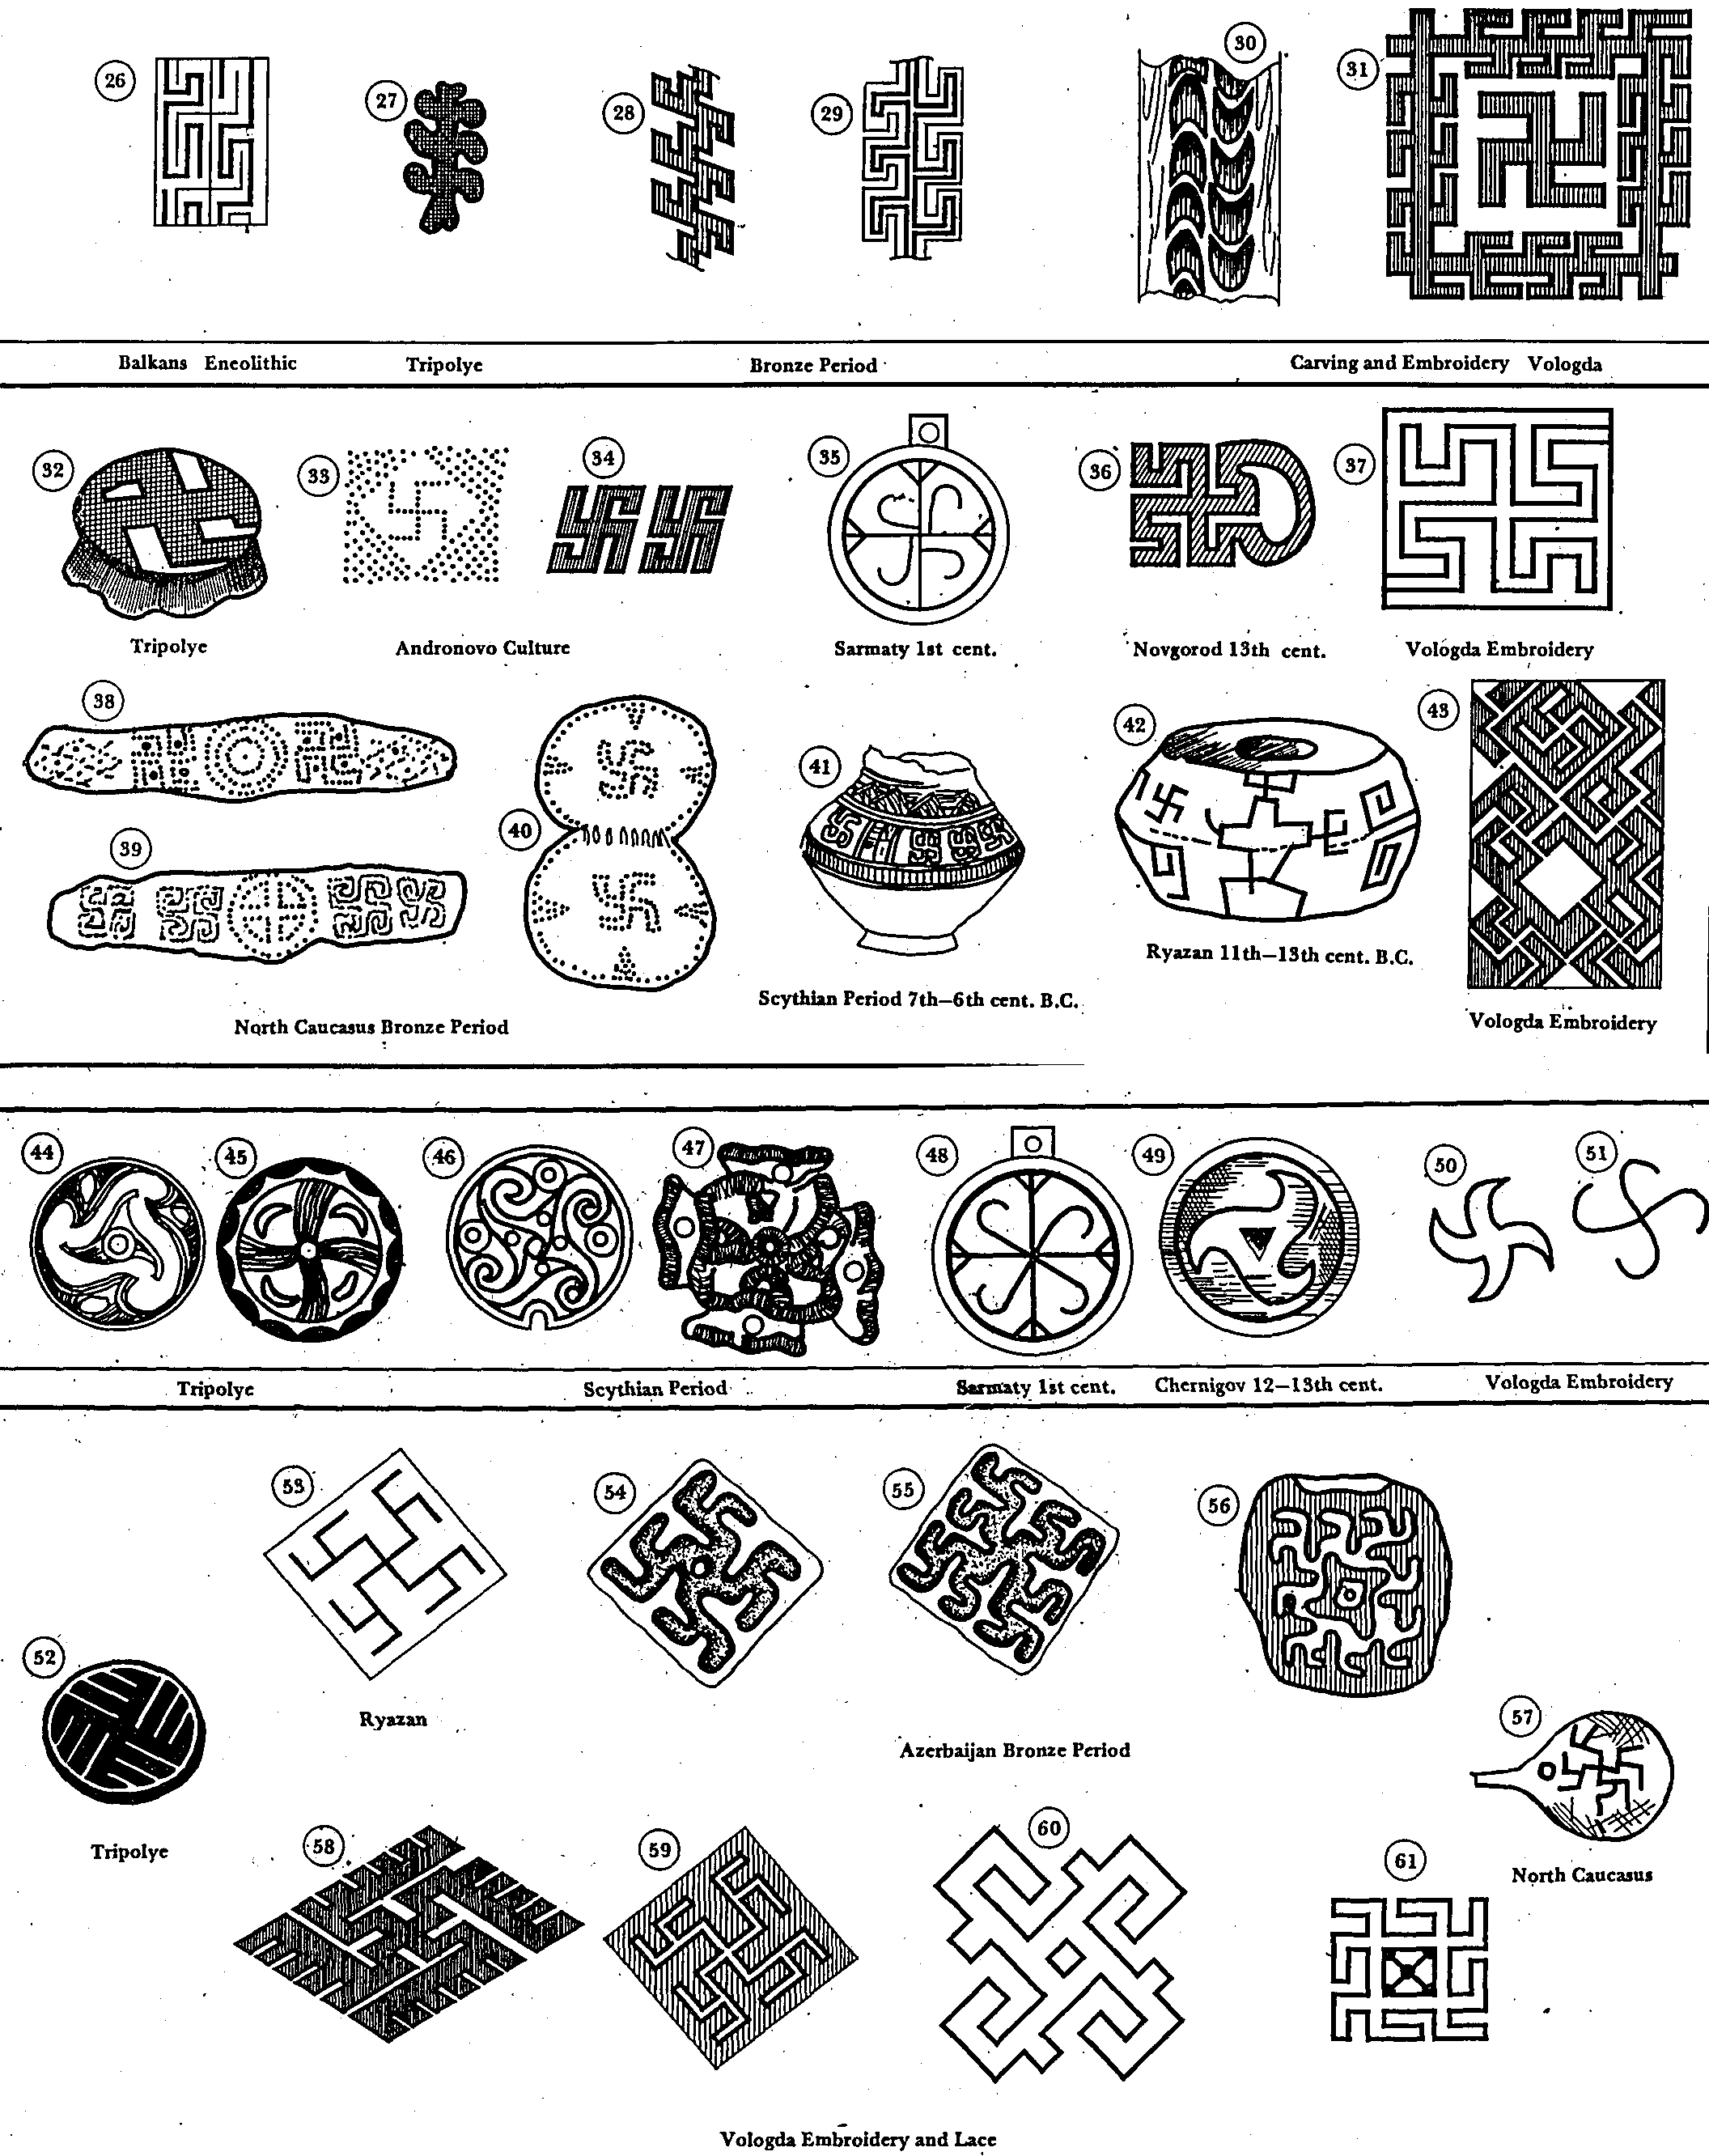 26 27 28 29 30 31
Balkans Eneolithic Tripolye Bronze Period Carving and Embroidery Vologda
32 33 34 35 36 37
Tripolye Andronovo Culture Sarmaty 1st cent. Novgorod 13th cent. Vologda Embroidery
38 39 40 41 42 43
Ryazan 11th–13th cent. B.C.
Scythian Period 7th–6th cent. B.C.
North Caucasus Bronze Period Vologda Embroidery
44 45 46 47 48 49 50 51
Tripolye Scythian Period Sarmaty 1st cent. Chernigov 12–13th cent. Vologda Embroidery
53 54 55 56
52
Ryazan
57
Azerbaijan Bronze Period
Tripolye
58 59 60 61
North Caucasus
Vologda Embroidery and Lace